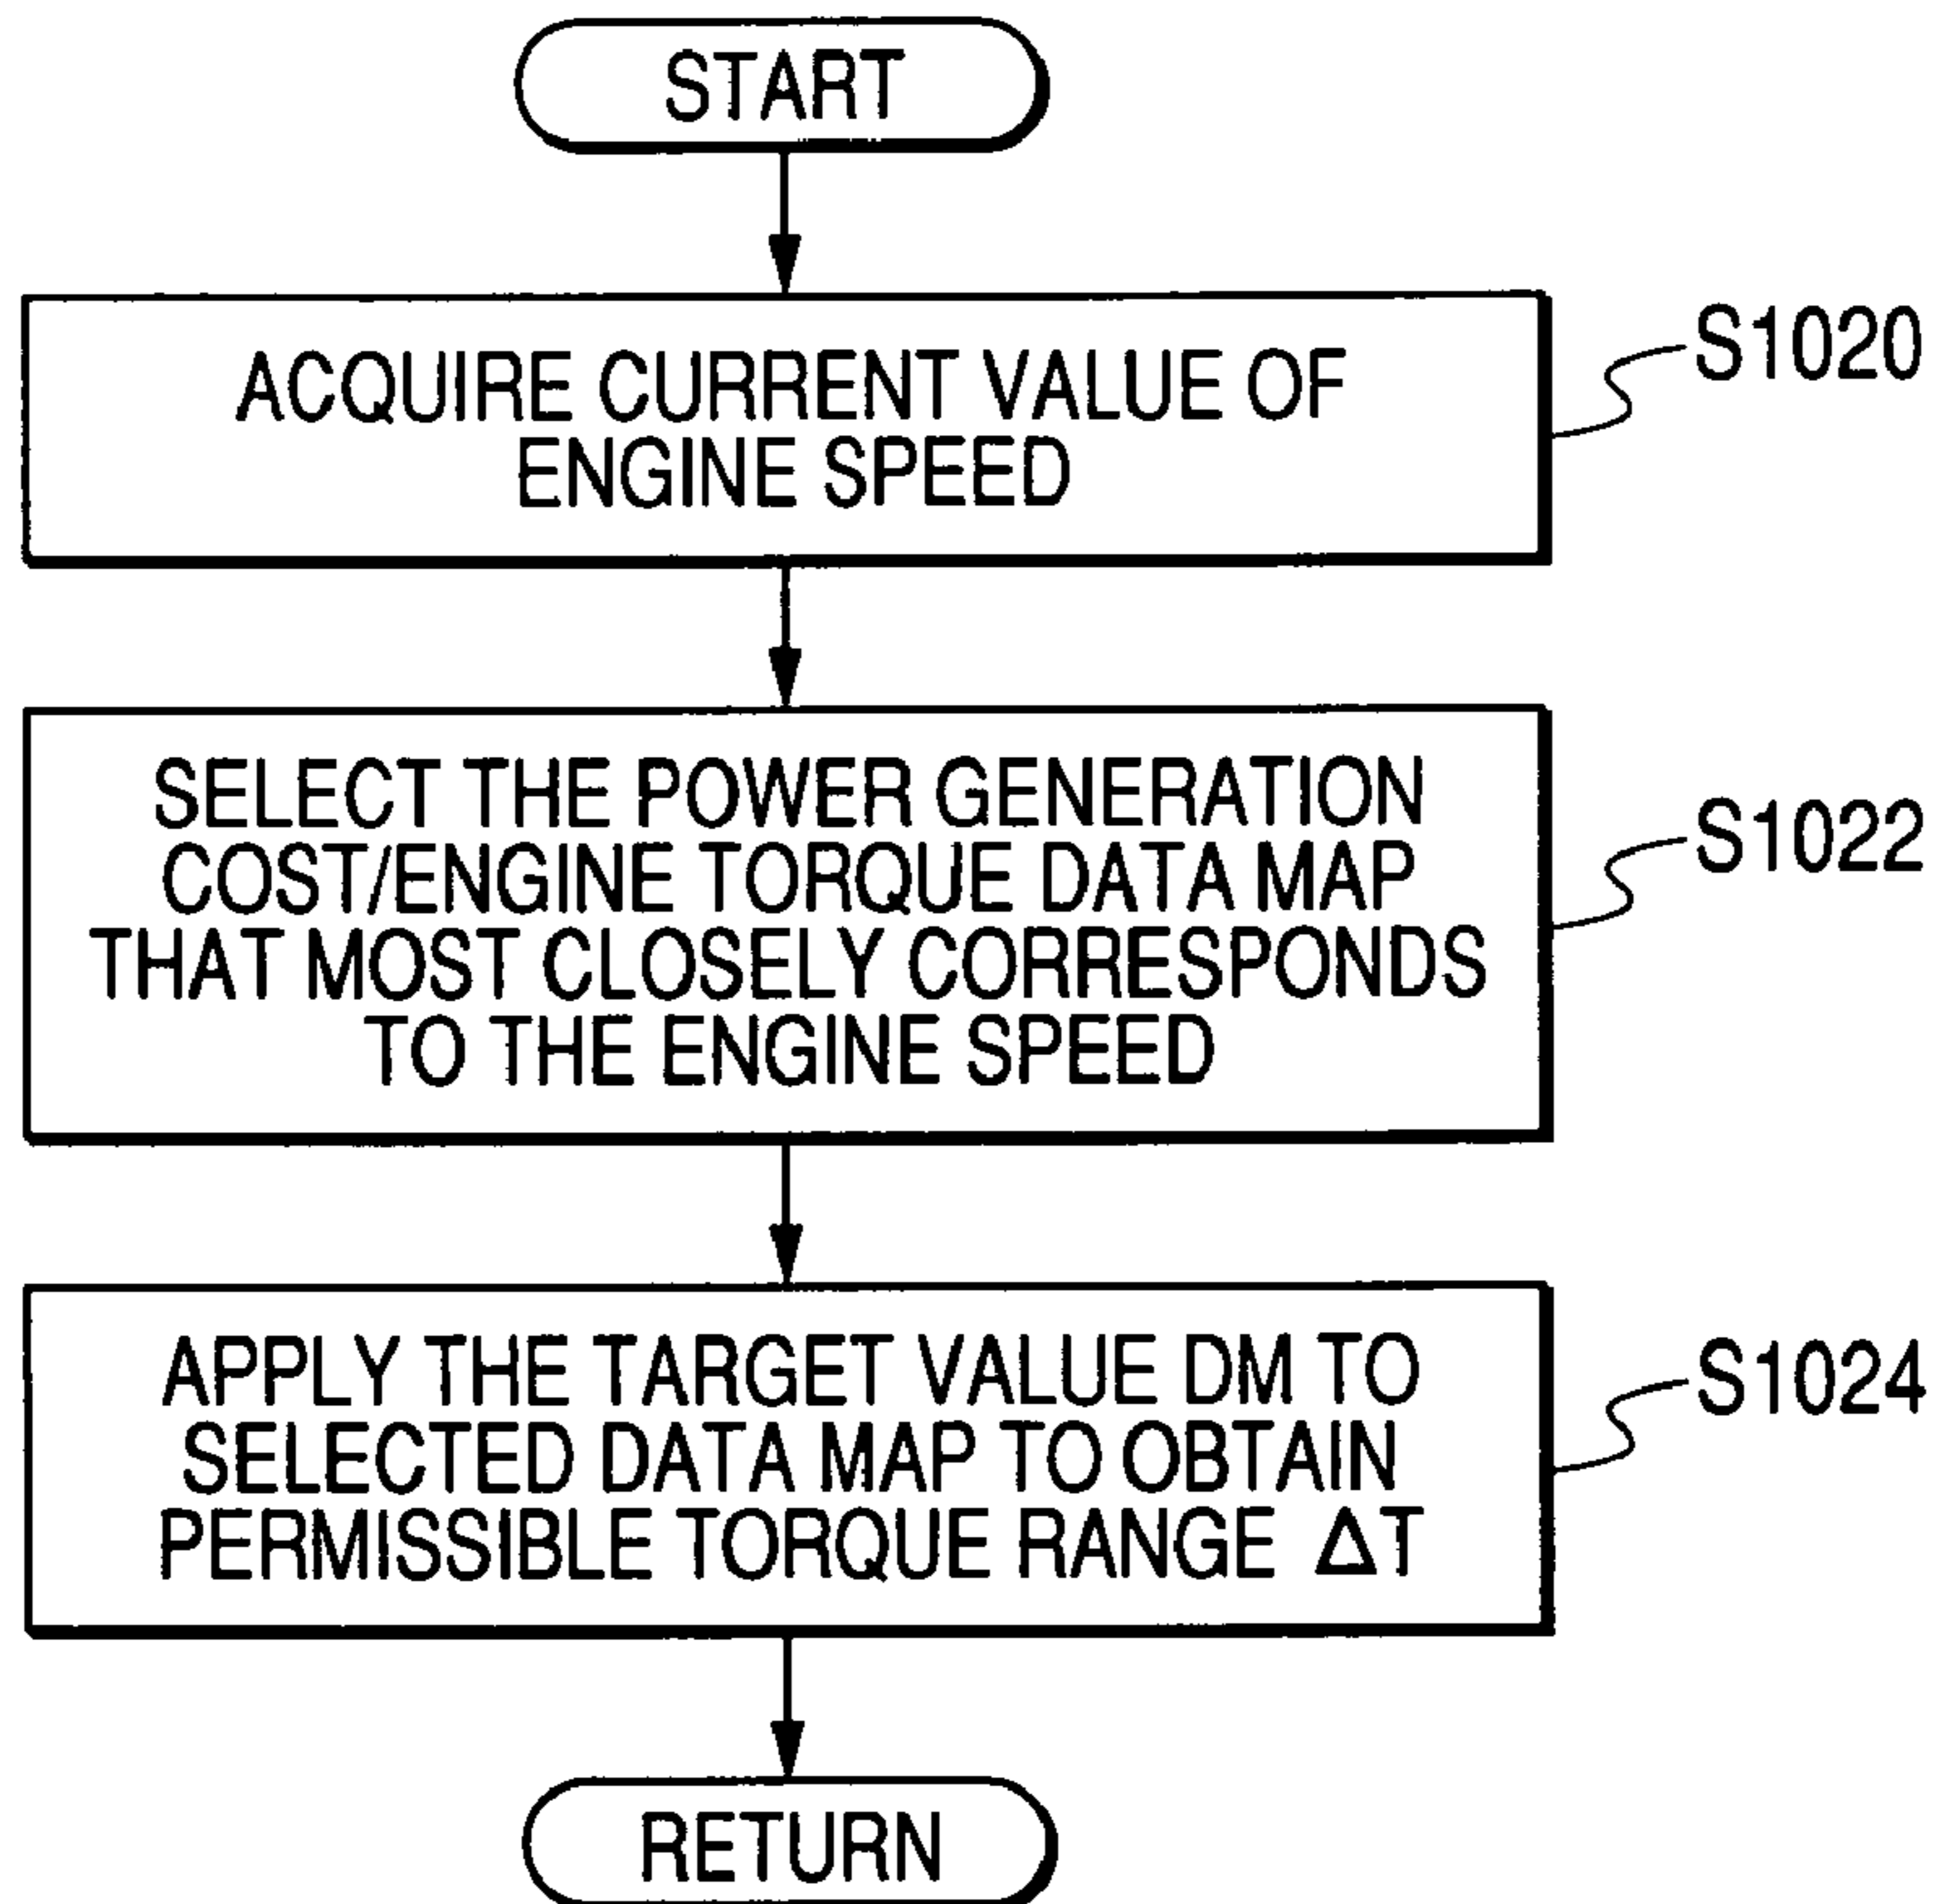 START
ACQUIRE CURRENT VALUE OF
ENGINE SPEED
S1020
SELECT THE POWER GENERATION
COST/ENGINE TORQUE DATA MAP
THAT MOST CLOSELY CORRESPONDS
TO THE ENGINE SPEED
S1022
APPLY THE TARGET VALUE DM TO
SELECTED DATA MAP TO OBTAIN
PERMISSIBLE TORQUE RANGE ΔT
S1024
RETURN